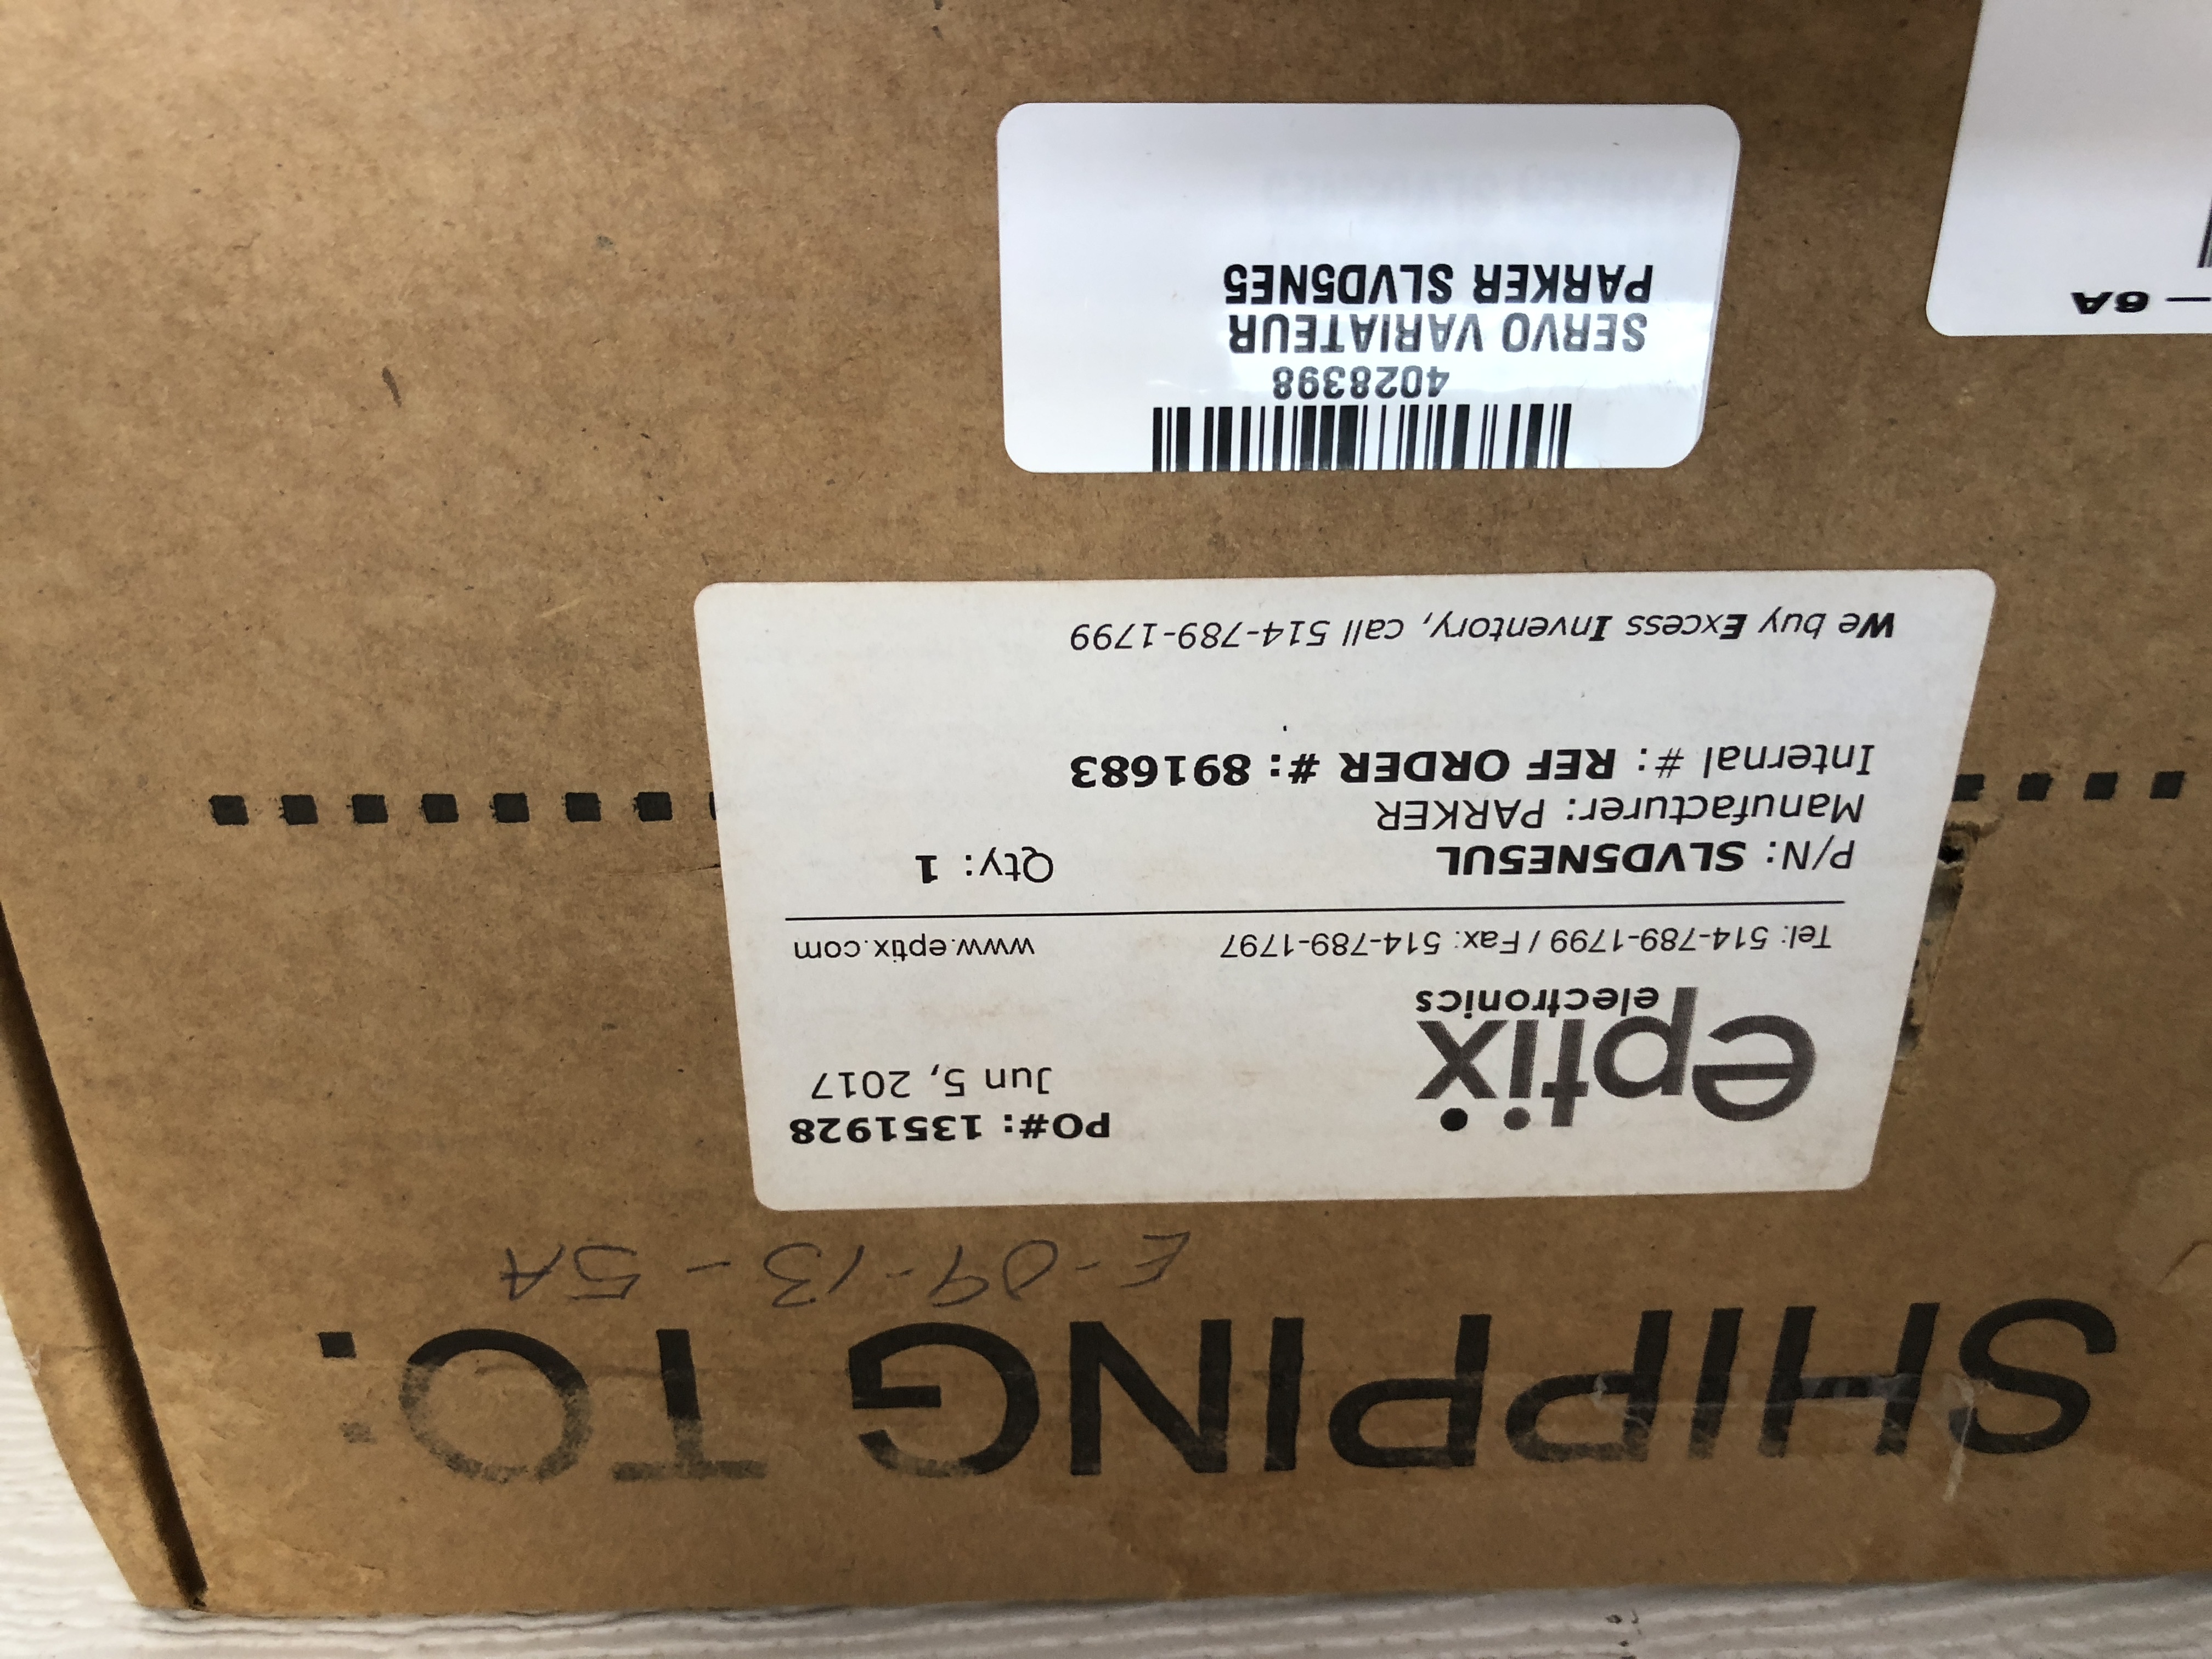 SHIPPING TO:
E-09-13-5A
eptix
electronics
PO#: 1351928
Jun 5, 2017
Tel: 514-789-1799 / Fax: 514-789-1797
www.eptix.com
P/N: SLVD5NE5UL
Qty: 1
Manufacturer: PARKER
Internal #: REF ORDER #: 891683
We buy Excess Inventory, call 514-789-1799
4028398
SERVO VARIATEUR
PARKER SLVD5NE5
– 6A